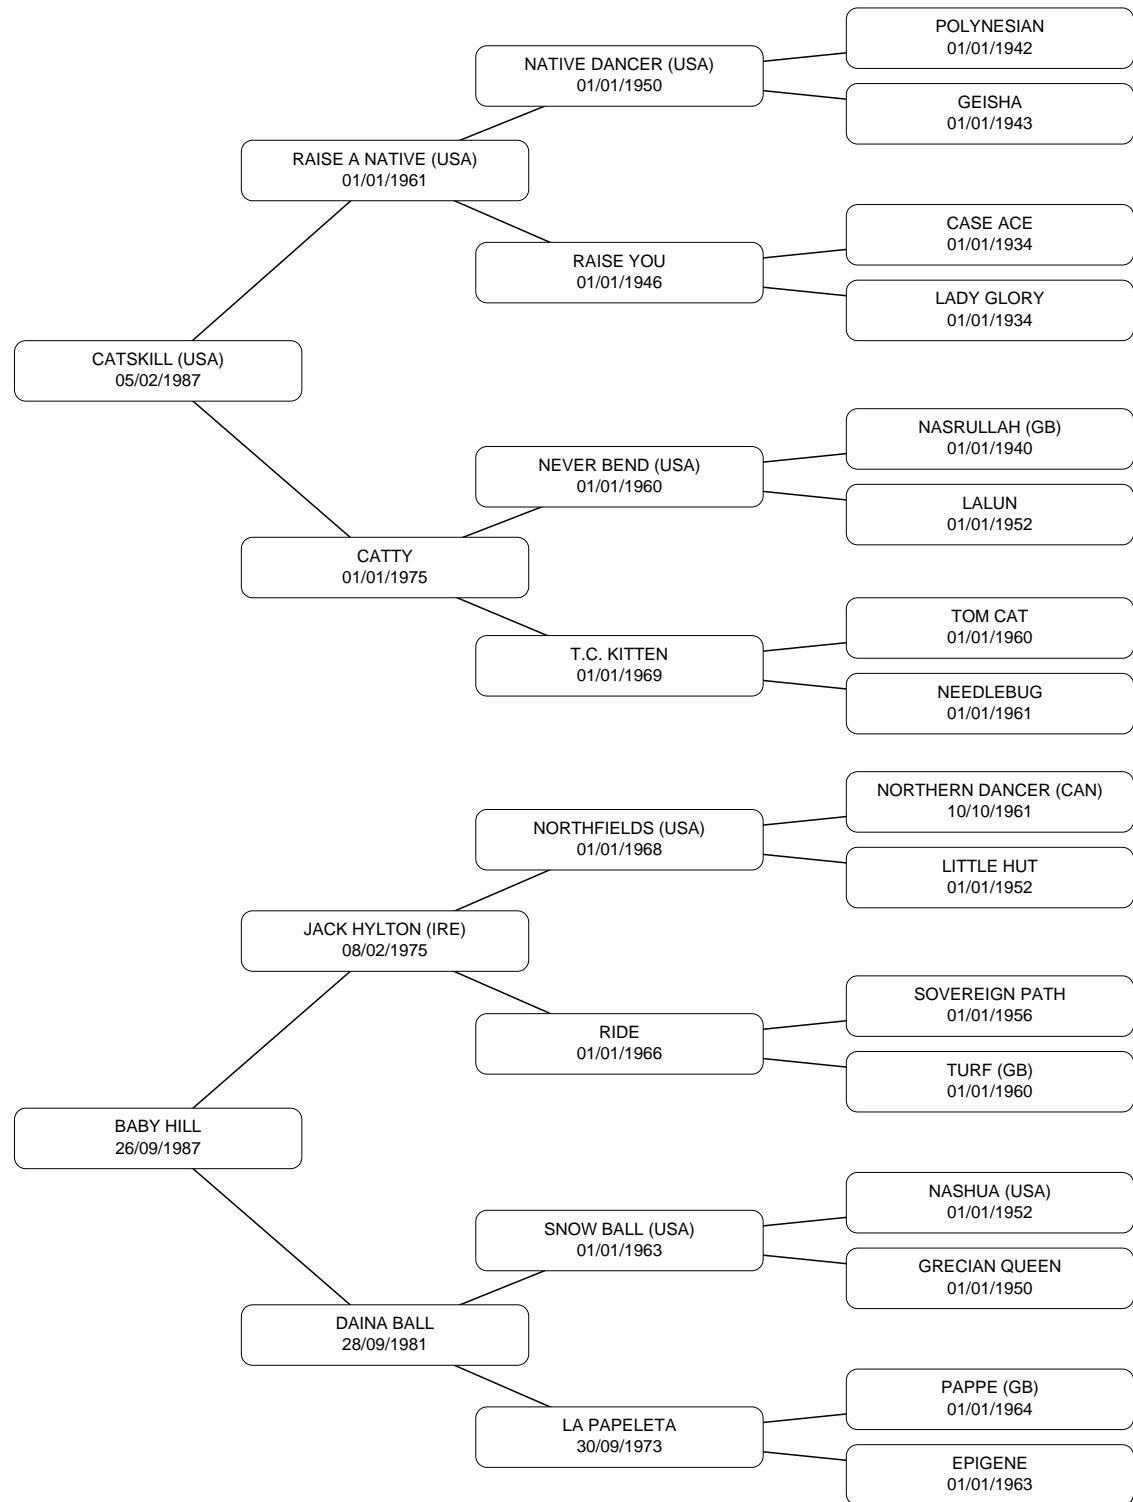 POLYNESIAN
01/01/1942
NATIVE DANCER (USA)
01/01/1950
GEISHA
01/01/1943
RAISE A NATIVE (USA)
01/01/1961
CASE ACE
01/01/1934
RAISE YOU
01/01/1946
LADY GLORY
01/01/1934
CATSKILL (USA)
05/02/1987
NASRULLAH (GB)
01/01/1940
NEVER BEND (USA)
01/01/1960
LALUN
01/01/1952
CATTY
01/01/1975
TOM CAT
01/01/1960
T.C. KITTEN
01/01/1969
NEEDLEBUG
01/01/1961
NORTHERN DANCER (CAN)
10/10/1961
NORTHFIELDS (USA)
01/01/1968
LITTLE HUT
01/01/1952
JACK HYLTON (IRE)
08/02/1975
SOVEREIGN PATH
01/01/1956
RIDE
01/01/1966
TURF (GB)
01/01/1960
BABY HILL
26/09/1987
NASHUA (USA)
01/01/1952
SNOW BALL (USA)
01/01/1963
GRECIAN QUEEN
01/01/1950
DAINA BALL
28/09/1981
PAPPE (GB)
01/01/1964
LA PAPELETA
30/09/1973
EPIGENE
01/01/1963